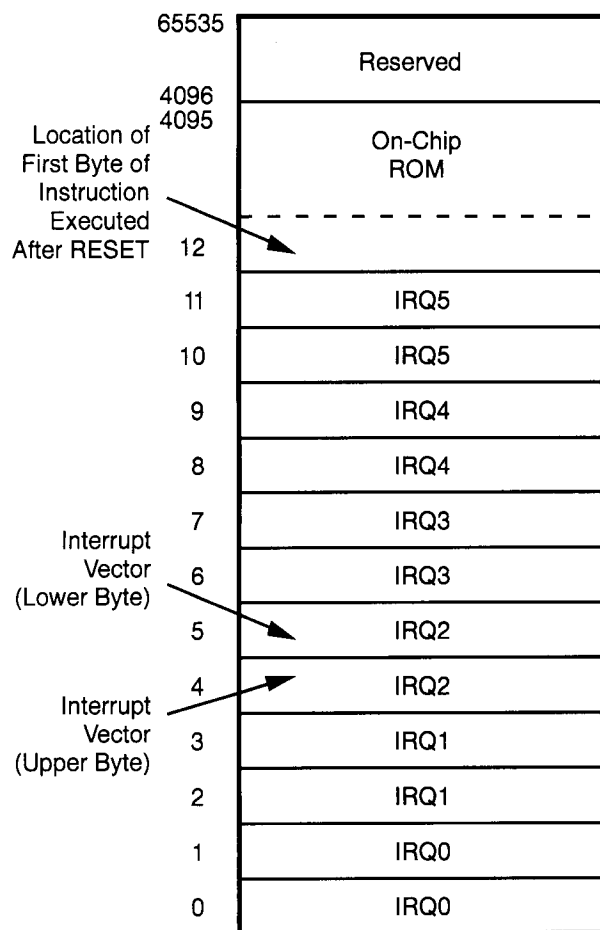 65535
Reserved
4096
4095
On-Chip
ROM
Location of
First Byte of
Instruction
Executed
After RESET
12
11
IRQ5
10
IRQ5
9
IRQ4
8
IRQ4
7
IRQ3
Interrupt
Vector
(Lower Byte)
6
IRQ3
5
IRQ2
4
IRQ2
Interrupt
Vector
(Upper Byte)
3
IRQ1
2
IRQ1
1
IRQ0
0
IRQ0